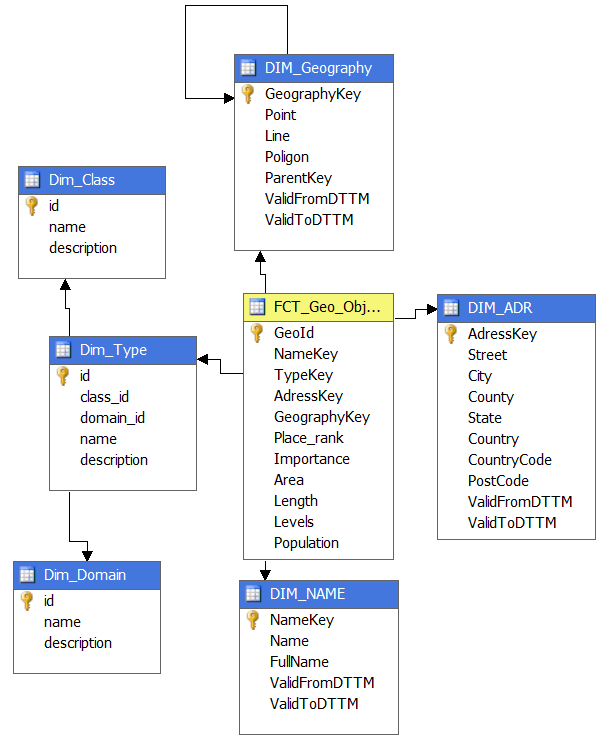 DIM_Geography
GeographyKey
Point
Line
Poligon
ParentKey
ValidFromDTTM
ValidToDTTM
Dim_Class
id
name
description
FCT_Geo_Obj...
GeoId
NameKey
TypeKey
AdressKey
GeographyKey
Place_rank
Importance
Area
Length
Levels
Population
DIM_ADR
AdressKey
Street
City
County
State
Country
CountryCode
PostCode
ValidFromDTTM
ValidToDTTM
Dim_Type
id
class_id
domain_id
name
description
Dim_Domain
id
name
description
DIM_NAME
NameKey
Name
FullName
ValidFromDTTM
ValidToDTTM